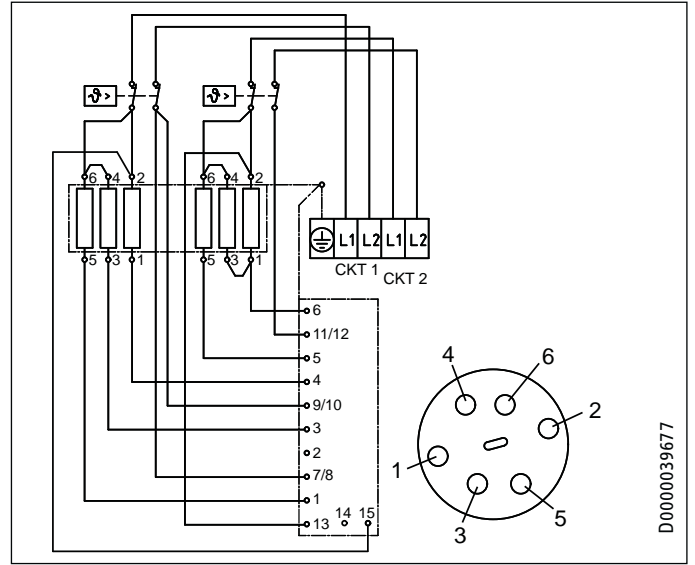 ϑ > ϑ >
6 4 2 6 4 2
L1 L2 L1 L2
5 3 1 5 3 1
CKT 1 CKT 2
6
11/12
5
4
9/10
3
2
7/8
1
13 14 15
4 6
2
1
3 5
D0000039677